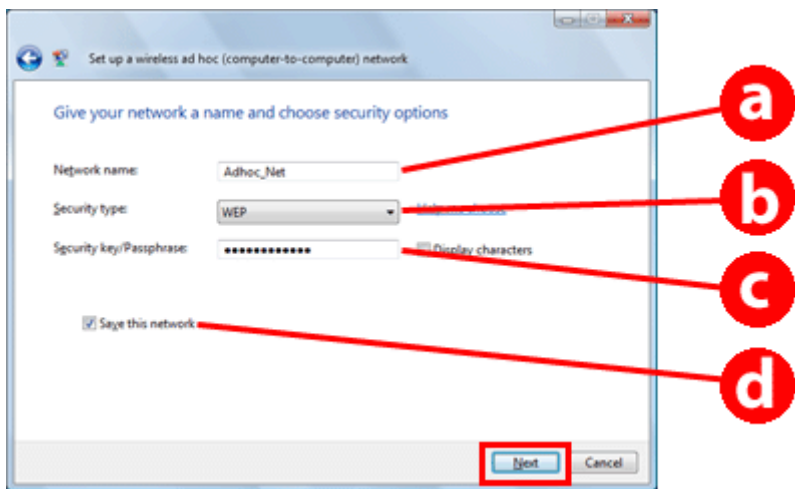 Set up a wireless ad hoc (computer-to-computer) network
Give your network a name and choose security options
a
Network name: Adhoc_Net
Security type: WEP
b
Security key/Passphrase: •••••••••••• Display characters
c
Save this network
d
Next Cancel